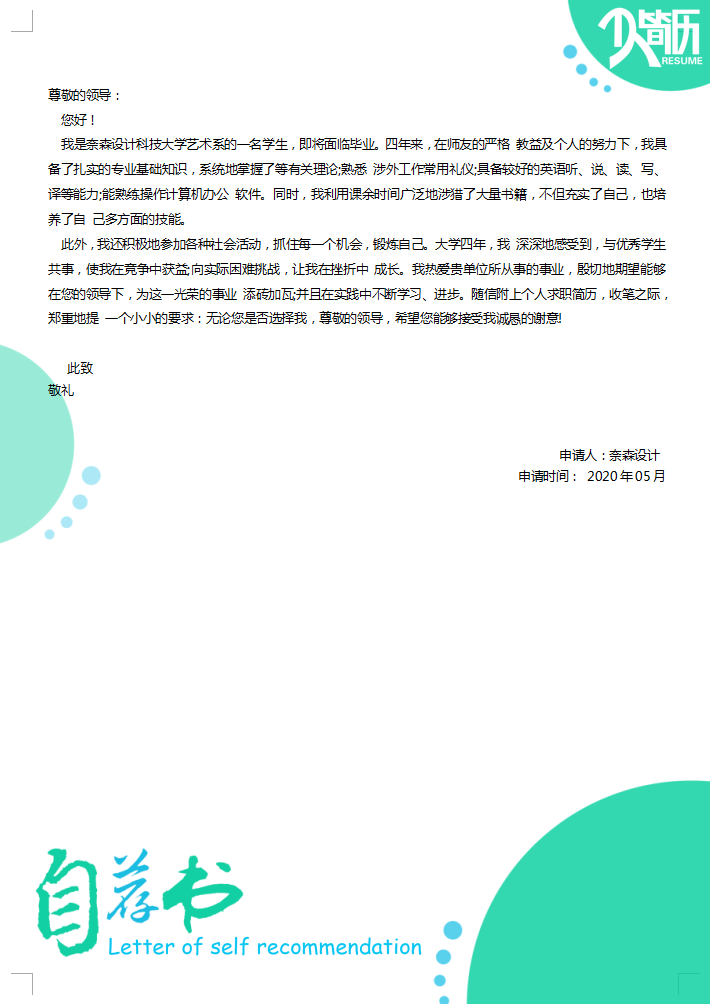 简历
RESUME
尊敬的领导：
您好！
我是奈森设计科技大学艺术系的一名学生，即将面临毕业。四年来，在师友的严格 教益及个人的努力下，我具
备了扎实的专业基础知识，系统地掌握了等有关理论;熟悉 涉外工作常用礼仪;具备较好的英语听、说、读、写、
译等能力;能熟练操作计算机办公 软件。同时，我利用课余时间广泛地涉猎了大量书籍，不但充实了自己，也培
养了自 己多方面的技能。
此外，我还积极地参加各种社会活动，抓住每一个机会，锻炼自己。大学四年，我 深深地感受到，与优秀学生
共事，使我在竞争中获益;向实际困难挑战，让我在挫折中 成长。我热爱贵单位所从事的事业，殷切地期望能够
在您的领导下，为这一光荣的事业 添砖加瓦;并且在实践中不断学习、进步。随信附上个人求职简历，收笔之际，
郑重地提 一个小小的要求：无论您是否选择我，尊敬的领导，希望您能够接受我诚恳的谢意!
此致
敬礼
申请人：奈森设计
申请时间： 2020年05月
自荐书
Letter of self recommendation